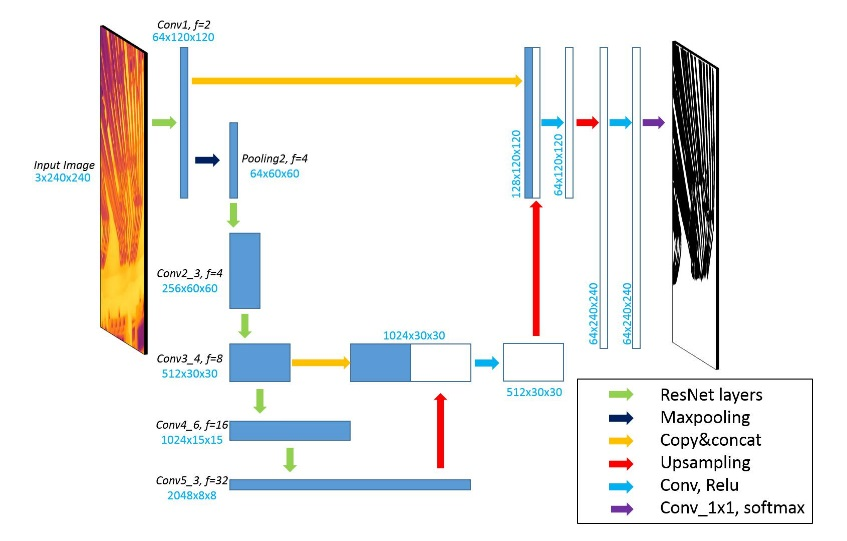 Conv1, f=2
64x120x120
Input Image
3x240x240
Pooling2, f=4
64x60x60
Conv2_3, f=4
256x60x60
Conv3_4, f=8
512x30x30
1024x30x30
512x30x30
Conv4_6, f=16
1024x15x15
Conv5_3, f=32
2048x8x8
128x120x120
64x120x120
64x240x240
64x240x240
ResNet layers
Maxpooling
Copy&concat
Upsampling
Conv, Relu
Conv_1x1, softmax